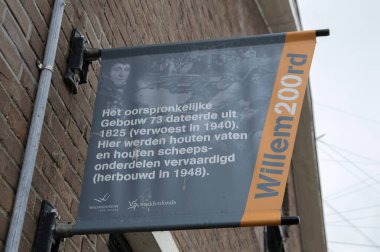 Het oorspronkelijke
Gebouw 73 dateerde uit
1825 (verwoest in 1940).
Hier werden houten vaten
en houten scheeps-
onderdelen vervaardigd
(herbouwd in 1948).
waddenfonds
Willem200rd